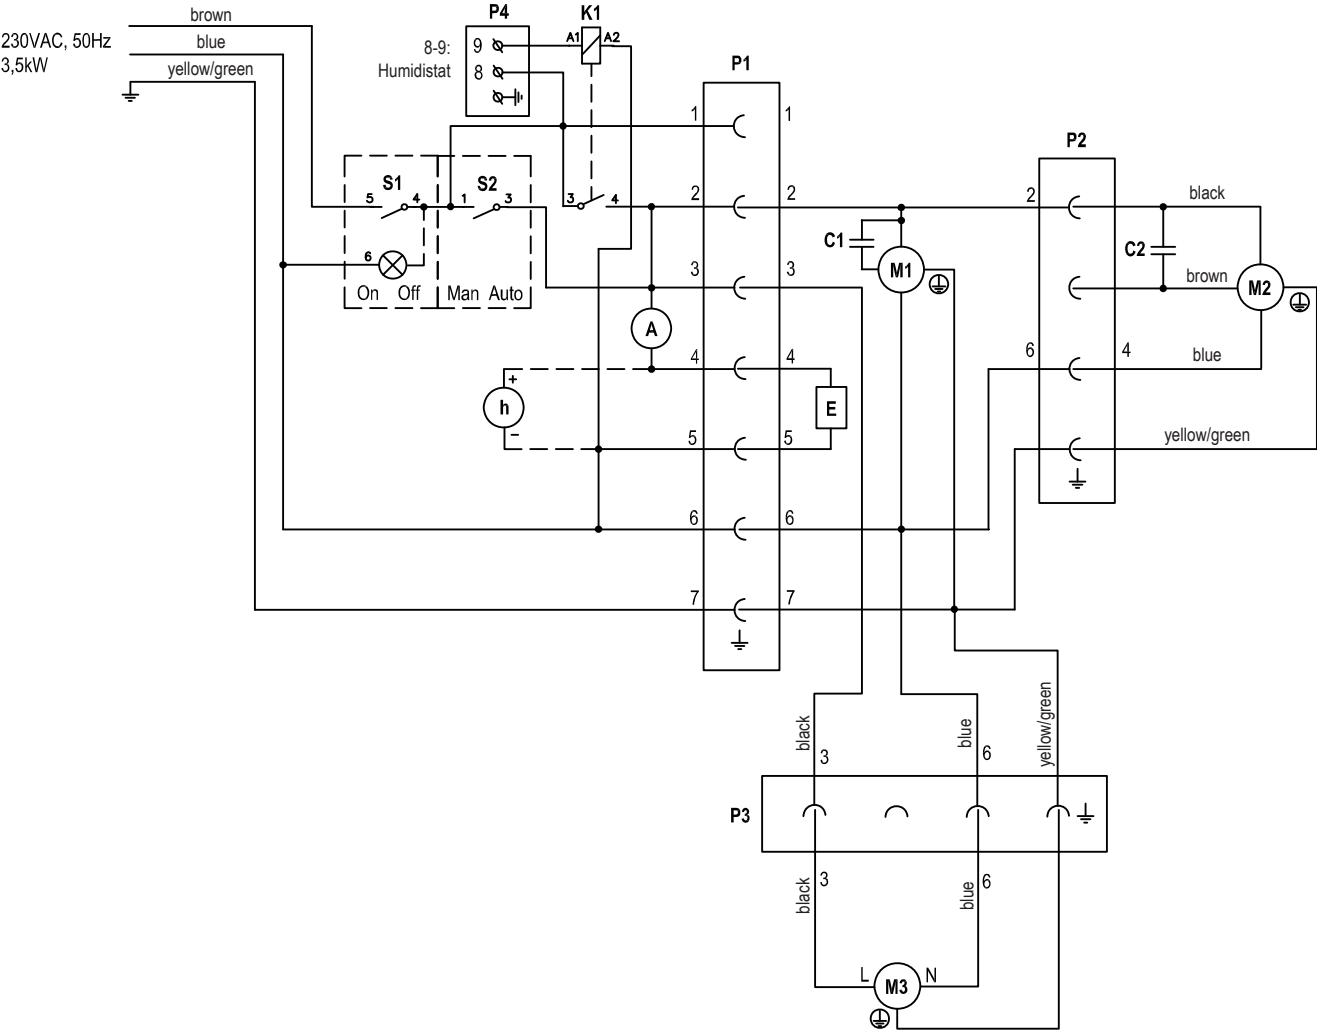 brown
230VAC, 50Hz
blue
3,5kW
yellow/green
P4
K1
8-9:
Humidistat
9
8
A1
A2
P1
1
1
P2
S1
S2
5
4
1
3
3
4
2
2
2
black
6
On Off
Man Auto
3
3
C1
M1
C2
brown
M2
A
4
4
6
4
blue
+
h
-
E
5
5
yellow/green
6
6
7
7
black
3
blue
6
yellow/green
P3
black
3
blue
6
L
M3
N